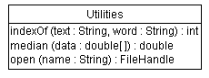 Utilities
indexOf (text : String, word : String) : int
median (data : double[]) : double
open (name : String) : FileHandle